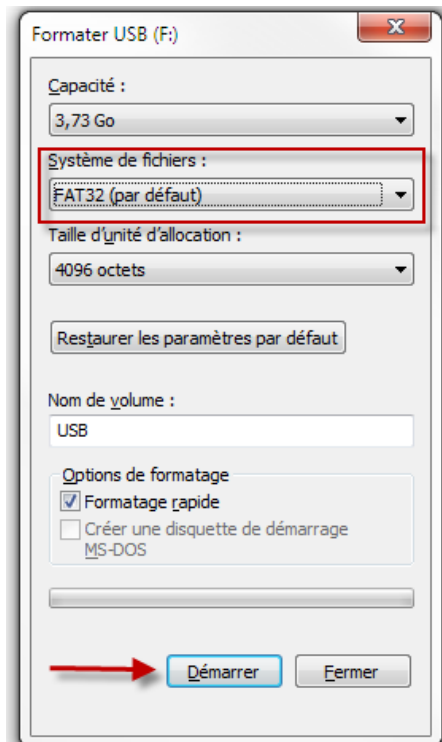 Formater USB (F:)
Capacité :
3,73 Go
Système de fichiers :
FAT32 (par défaut)
Taille d'unité d'allocation :
4096 octets
Restaurer les paramètres par défaut
Nom de volume :
USB
Options de formatage
Formatage rapide
Créer une disquette de démarrage
MS-DOS
Démarrer
Fermer